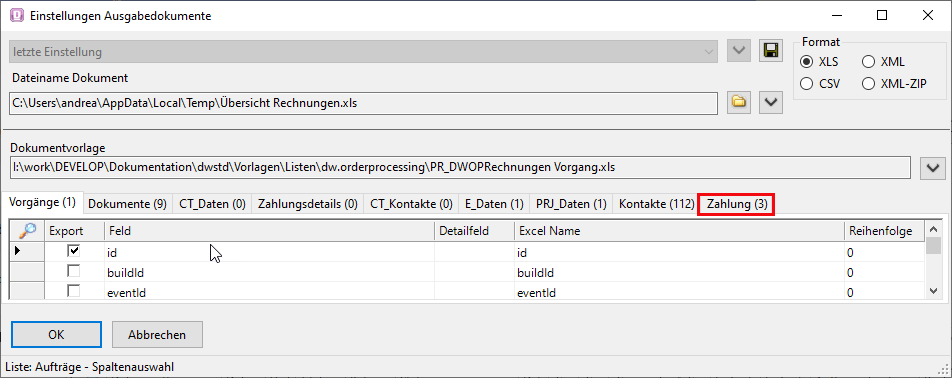 Einstellungen Ausgabedokumente
letzte Einstellung
Format
XLS
XML
CSV
XML-ZIP
Dateiname Dokument
C:\Users\andrea\AppData\Local\Temp\Übersicht Rechnungen.xls
Dokumentvorlage
I:\work\DEVELOP\Dokumentation\dwstd\Vorlagen\Listen\dw.orderprocessing\PR_DWOPRechnungen Vorgang.xls
Vorgänge (1) Dokumente (9) CT_Daten (0) Zahlungsdetails (0) CT_Kontakte (0) E_Daten (1) PRJ_Daten (1) Kontakte (112) Zahlung (3)
Export Feld Detailfeld Excel Name Reihenfolge
id id 0
buildId buildId 0
eventId eventId 0
OK Abbrechen
Liste: Aufträge - Spaltenauswahl